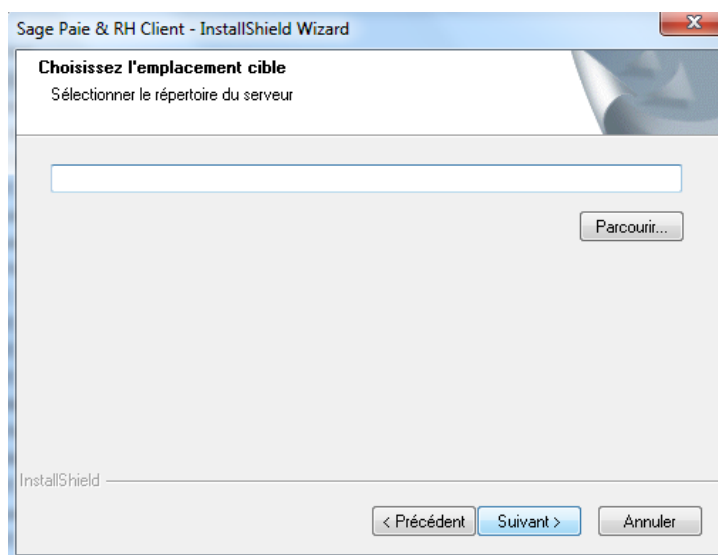 Sage Paie & RH Client - InstallShield Wizard
Choisissez l'emplacement cible
Sélectionner le répertoire du serveur
Parcourir...
InstallShield
< Précédent
Suivant >
Annuler